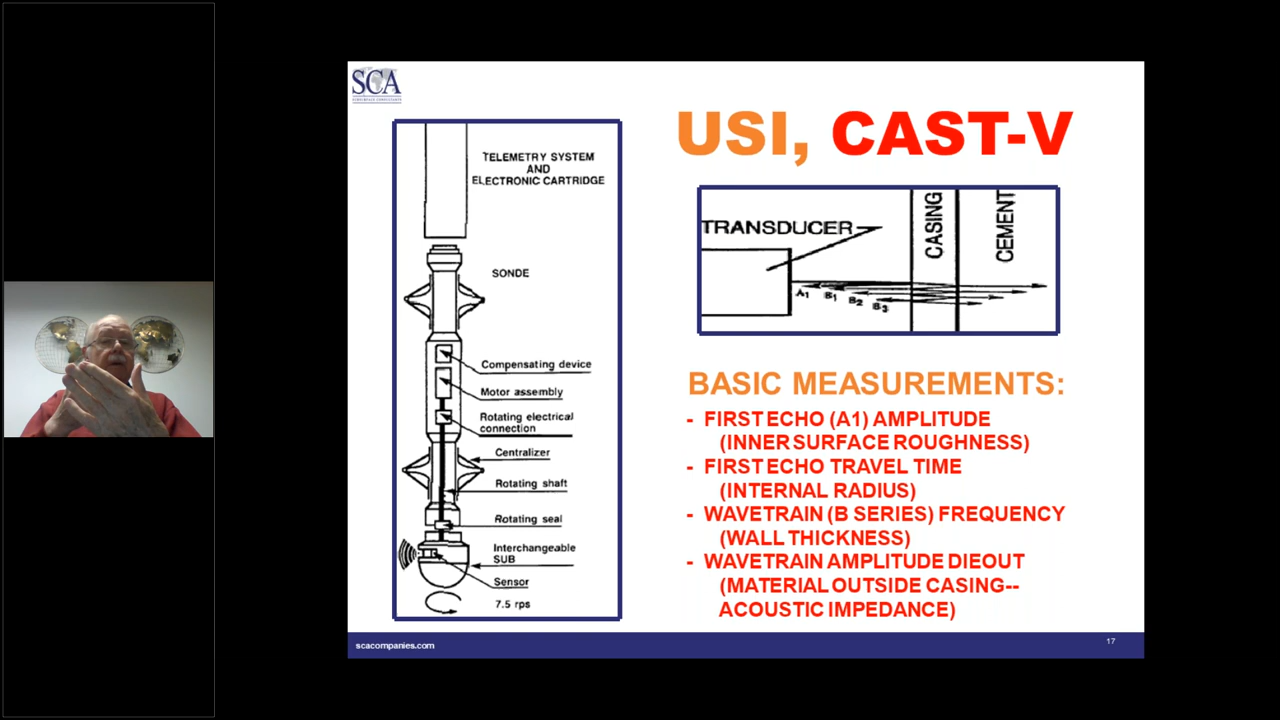 SCA
SUBSURFACE CONSULTANTS
USI, CAST-V
TELEMETRY SYSTEM
AND
ELECTRONIC CARTRIDGE
SONDE
Compensating device
Motor assembly
Rotating electrical
connection
Centralizer
Rotating shaft
Rotating seal
Interchangeable
SUB
Sensor
7.5 rps
TRANSDUCER
CASING
CEMENT
A1
B1
B2
B3
BASIC MEASUREMENTS:
- FIRST ECHO (A1) AMPLITUDE
(INNER SURFACE ROUGHNESS)
- FIRST ECHO TRAVEL TIME
(INTERNAL RADIUS)
- WAVETRAIN (B SERIES) FREQUENCY
(WALL THICKNESS)
- WAVETRAIN AMPLITUDE DIEOUT
(MATERIAL OUTSIDE CASING--
ACOUSTIC IMPEDANCE)
scacompanies.com
17